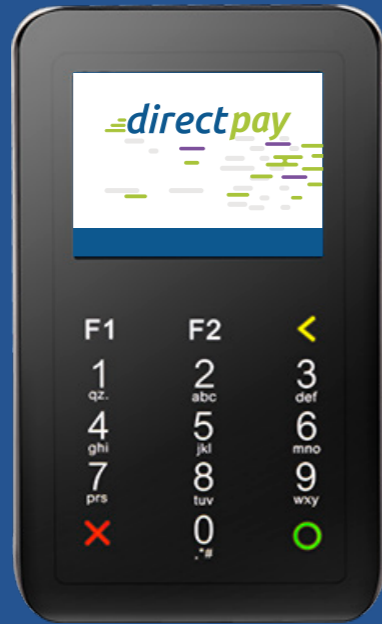 directpay
F1 F2 <
1 2 3
qz. abc def
4 5 6
ghi jkl mno
7 8 9
prs tuv wxy
0
.*#